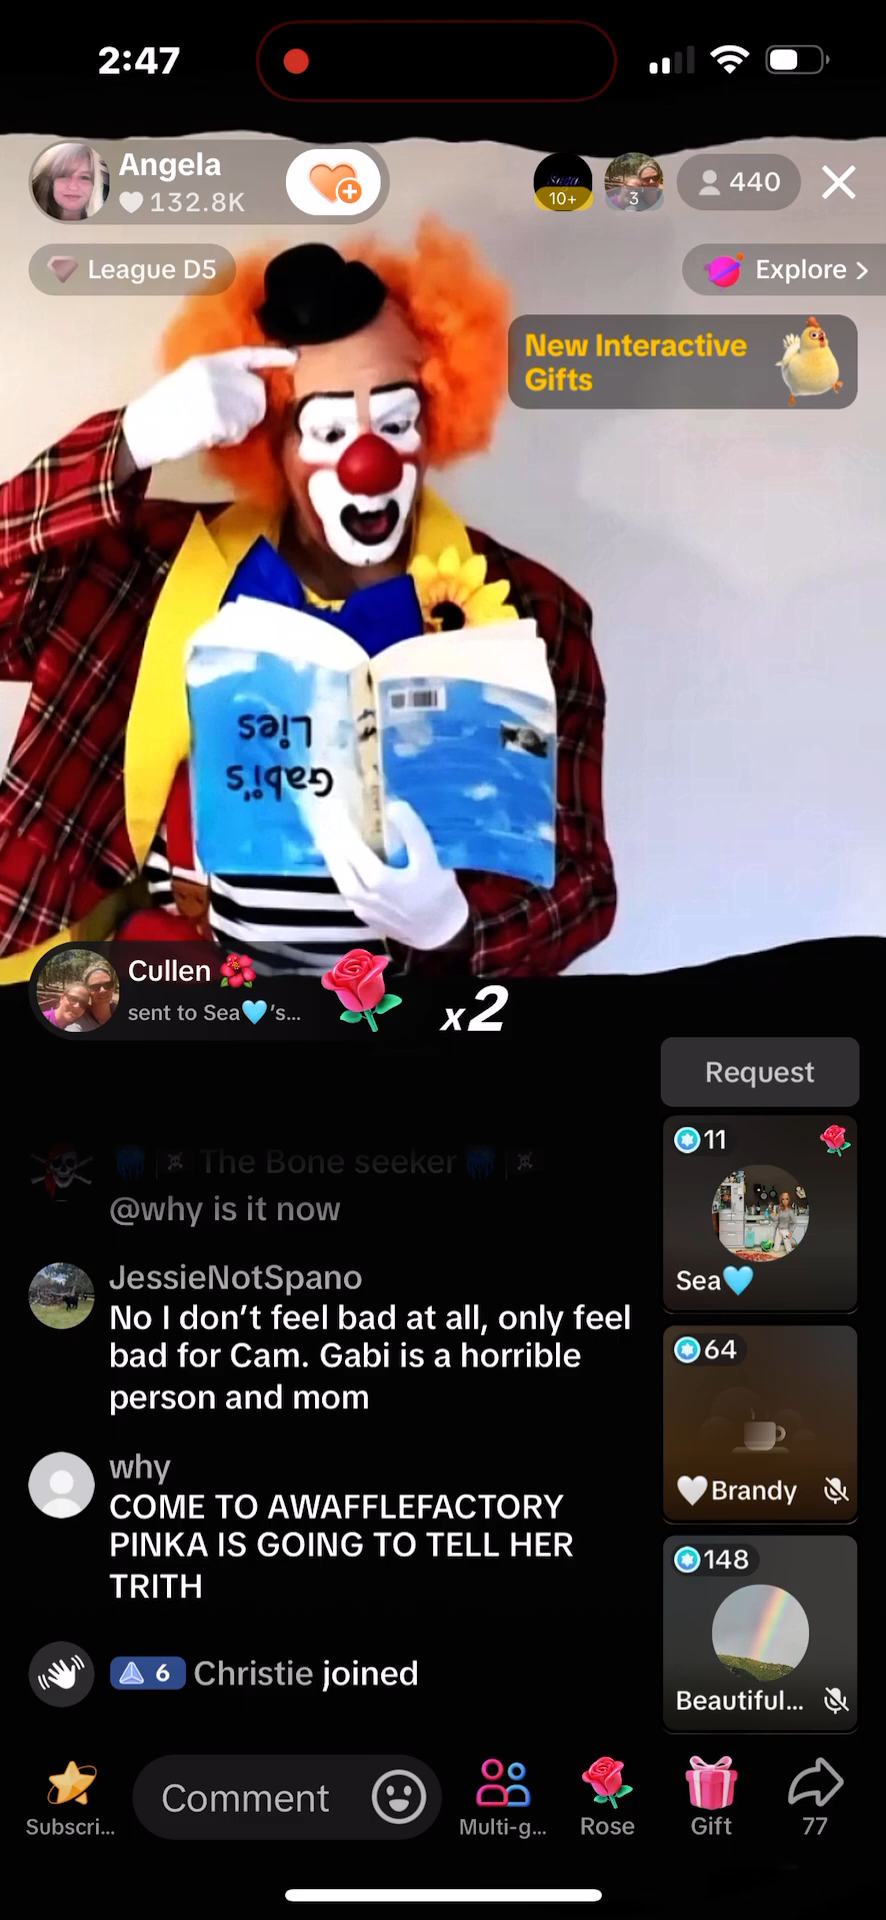 2:47
Angela
132.8K
10+
3
440
League D5
Explore >
New Interactive
Gifts
Gabi's
Lies
Cullen 🌺
sent to Sea🩵's...
x2
Request
The Bone seeker
@why is it now
JessieNotSpano
No I don’t feel bad at all, only feel
bad for Cam. Gabi is a horrible
person and mom
why
COME TO AWAFFLEFACTORY
PINKA IS GOING TO TELL HER
TRITH
6 Christie joined
11
Sea🩵
64
🤍Brandy
148
Beautiful...
Subscri...
Comment
Multi-g...
Rose
Gift
77